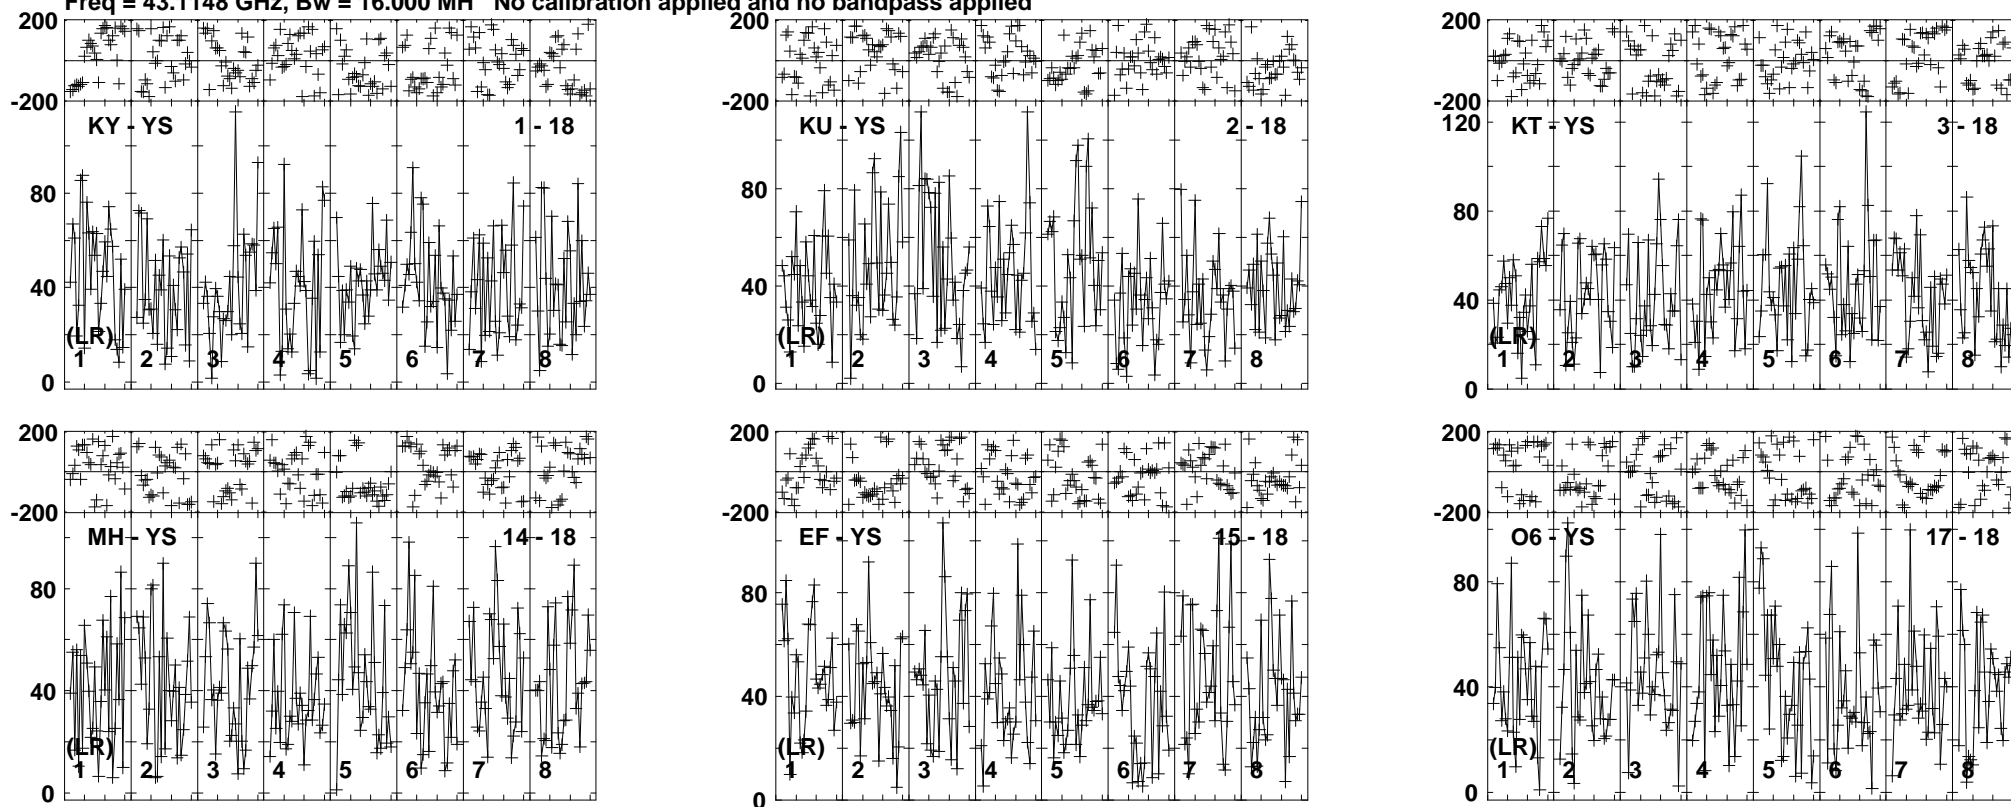 Freq = 43.1148 GHz, Bw = 16.000 MH No calibration applied and no bandpass applied
200
-200
KY - YS 1 - 18
80
40
0
(LR)
1 2 3 4 5 6 7 8
200
-200
KU - YS 2 - 18
80
40
0
(LR)
1 2 3 4 5 6 7 8
200
-200
KT - YS 3 - 18
120
80
40
0
(LR)
1 2 3 4 5 6 7 8
200
-200
MH - YS 14 - 18
80
40
0
(LR)
1 2 3 4 5 6 7 8
200
-200
EF - YS 15 - 18
80
40
0
(LR)
1 2 3 4 5 6 7 8
200
-200
O6 - YS 17 - 18
80
40
0
(LR)
1 2 3 4 5 6 7 8